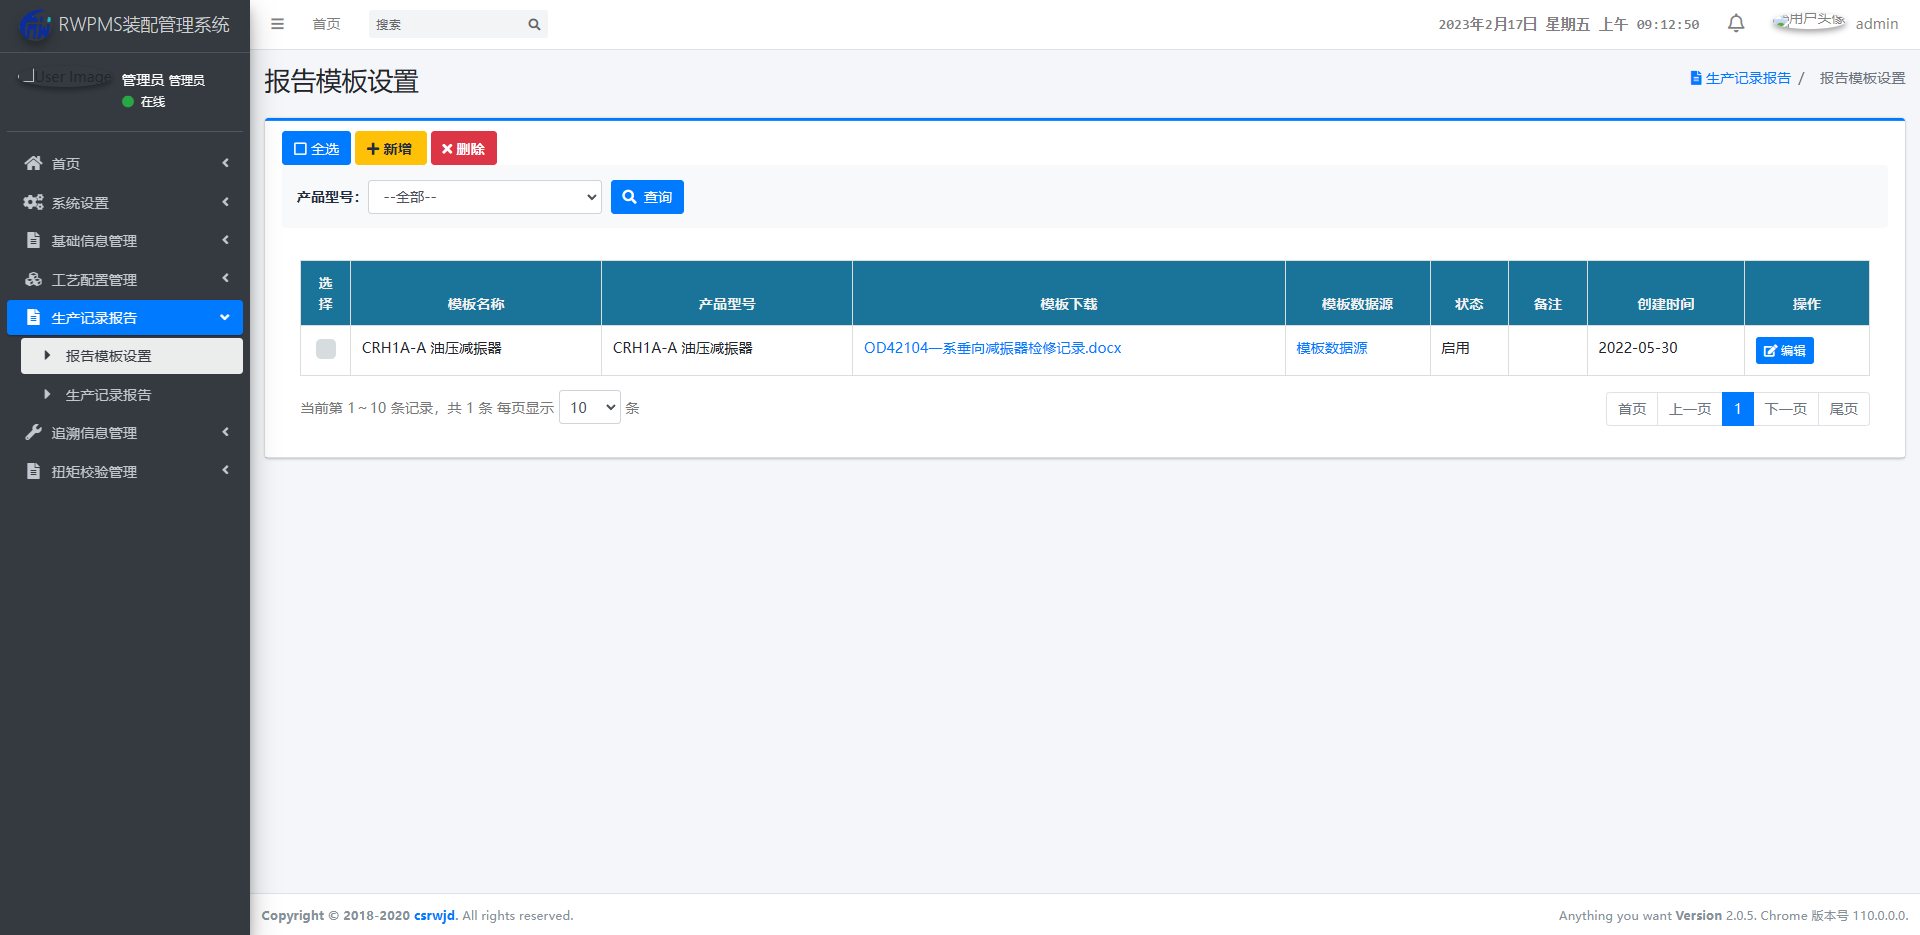 RWPMS装配管理系统
首页
搜索
2023年2月17日 星期五 上午 09:12:50
用户头像
admin
User Image
管理员 管理员
在线
首页
系统设置
基础信息管理
工艺配置管理
生产记录报告
报告模板设置
生产记录报告
追溯信息管理
扭矩校验管理
报告模板设置
生产记录报告 / 报告模板设置
全选 新增 删除
产品型号： --全部-- 查询
选择 模板名称 产品型号 模板下载 模板数据源 状态 备注 创建时间 操作
CRH1A-A 油压减振器 CRH1A-A 油压减振器 OD42104—系垂向减振器检修记录.docx 模板数据源 启用 2022-05-30 编辑
当前第 1～10 条记录，共 1 条 每页显示 10 条
首页 上一页 1 下一页 尾页
Copyright © 2018-2020 csrwjd. All rights reserved.
Anything you want Version 2.0.5. Chrome 版本号 110.0.0.0.